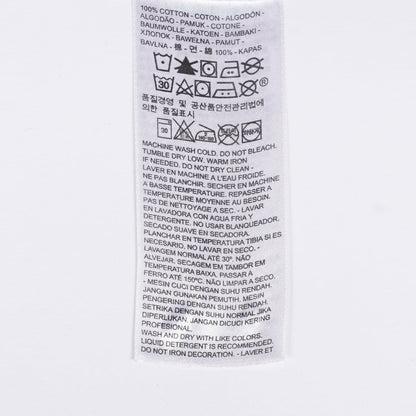 100% COTTON - COTON - ALGODÓN -
ALGODÃO - PAMUK - COTONE -
BAUMWOLLE - KATOEN - BAMBAKI -
ХЛОПОК - BAWEŁNA - PAMUT -
BAVLNA - 棉 - 면 - 綿 100% - KAPAS
30
30
품질경영 및 공산품안전관리법에
의한 품질표시
MACHINE WASH COLD. DO NOT BLEACH.
TUMBLE DRY LOW, WARM IRON
IF NEEDED. DO NOT DRY CLEAN -
LAVER EN MACHINE A L'EAU FROIDE.
NE PAS BLANCHIR. SECHER EN MACHINE
A BASSE TEMPERATURE. REPASSER A
TEMPERATURE MOYENNE AU BESOIN.
PAS DE NETTOYAGE A SEC. - LAVAR
EN LAVADORA CON AGUA FRIA Y
DETERGENTE. NO USAR BLANQUEADOR.
SECADO SUAVE EN SECADORA.
PLANCHAR EN TEMPERATURA TIBIA SI ES
NECESARIO, NO LAVAR EN SECO. -
LAVAGEM NORMAL ATÉ 30º. NÃO
ALVEJAR, SECAGEM EM TAMBOR EM
TEMPERATURA BAIXA, PASSAR A
FERRO ATÉ 150ºC. NÃO LIMPAR A SECO,
- MESIN CUCI DENGAN SUHU RENDAH.
JANGAN GUNAKAN PEMUTIH. MESIN
PENGERING DENGAN SUHU RENDAH.
SETRIKA DENGAN SUHU NORMAL JIKA
DIPERLUKAN. JANGAN DICUCI KERING
PROFESIONAL.
WASH AND DRY WITH LIKE COLORS.
LIQUID DETERGENT IS RECOMMENDED.
DO NOT IRON DECORATION. - LAVER ET